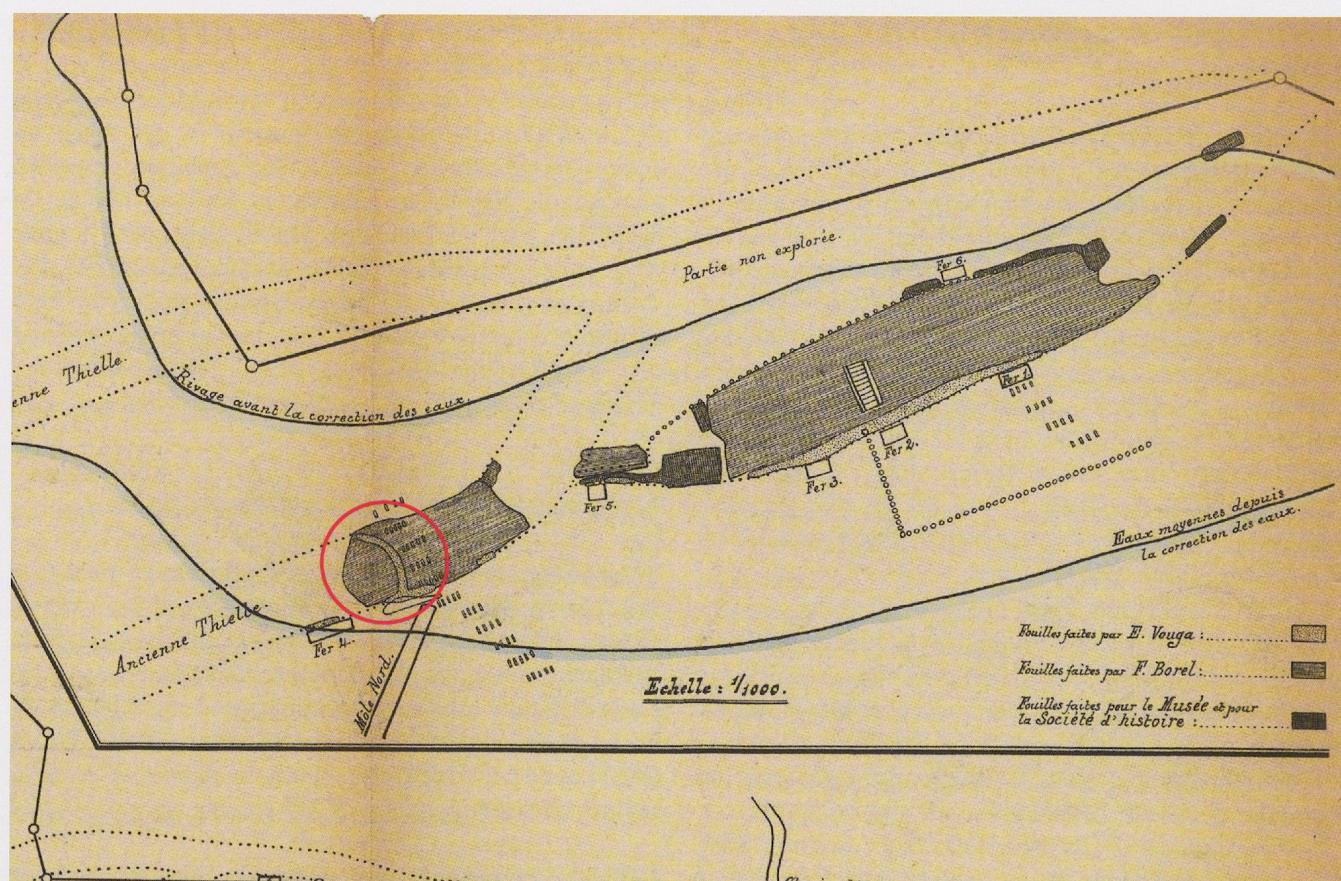 Partie non explorée.
Fer 6.
enne Thielle.
Rivage avant la correction des eaux.
Fer 1.
Fer 2.
Fer 3.
Fer 5.
Eaux moyennes depuis
la correction des eaux.
Ancienne Thielle.
Fer 4.
Môle Nord.
Echelle : 1/1000.
Fouilles faites par E. Vouga :
Fouilles faites par F. Borel :
Fouilles faites pour le Musée et pour
la Société d'histoire :